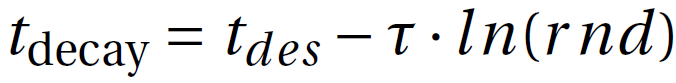 t_decay = t_des − τ · ln(rnd)